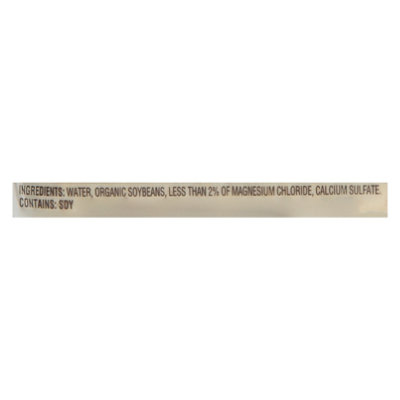 INGREDIENTS: WATER, ORGANIC SOYBEANS, LESS THAN 2% OF MAGNESIUM CHLORIDE, CALCIUM SULFATE.
CONTAINS: SOY